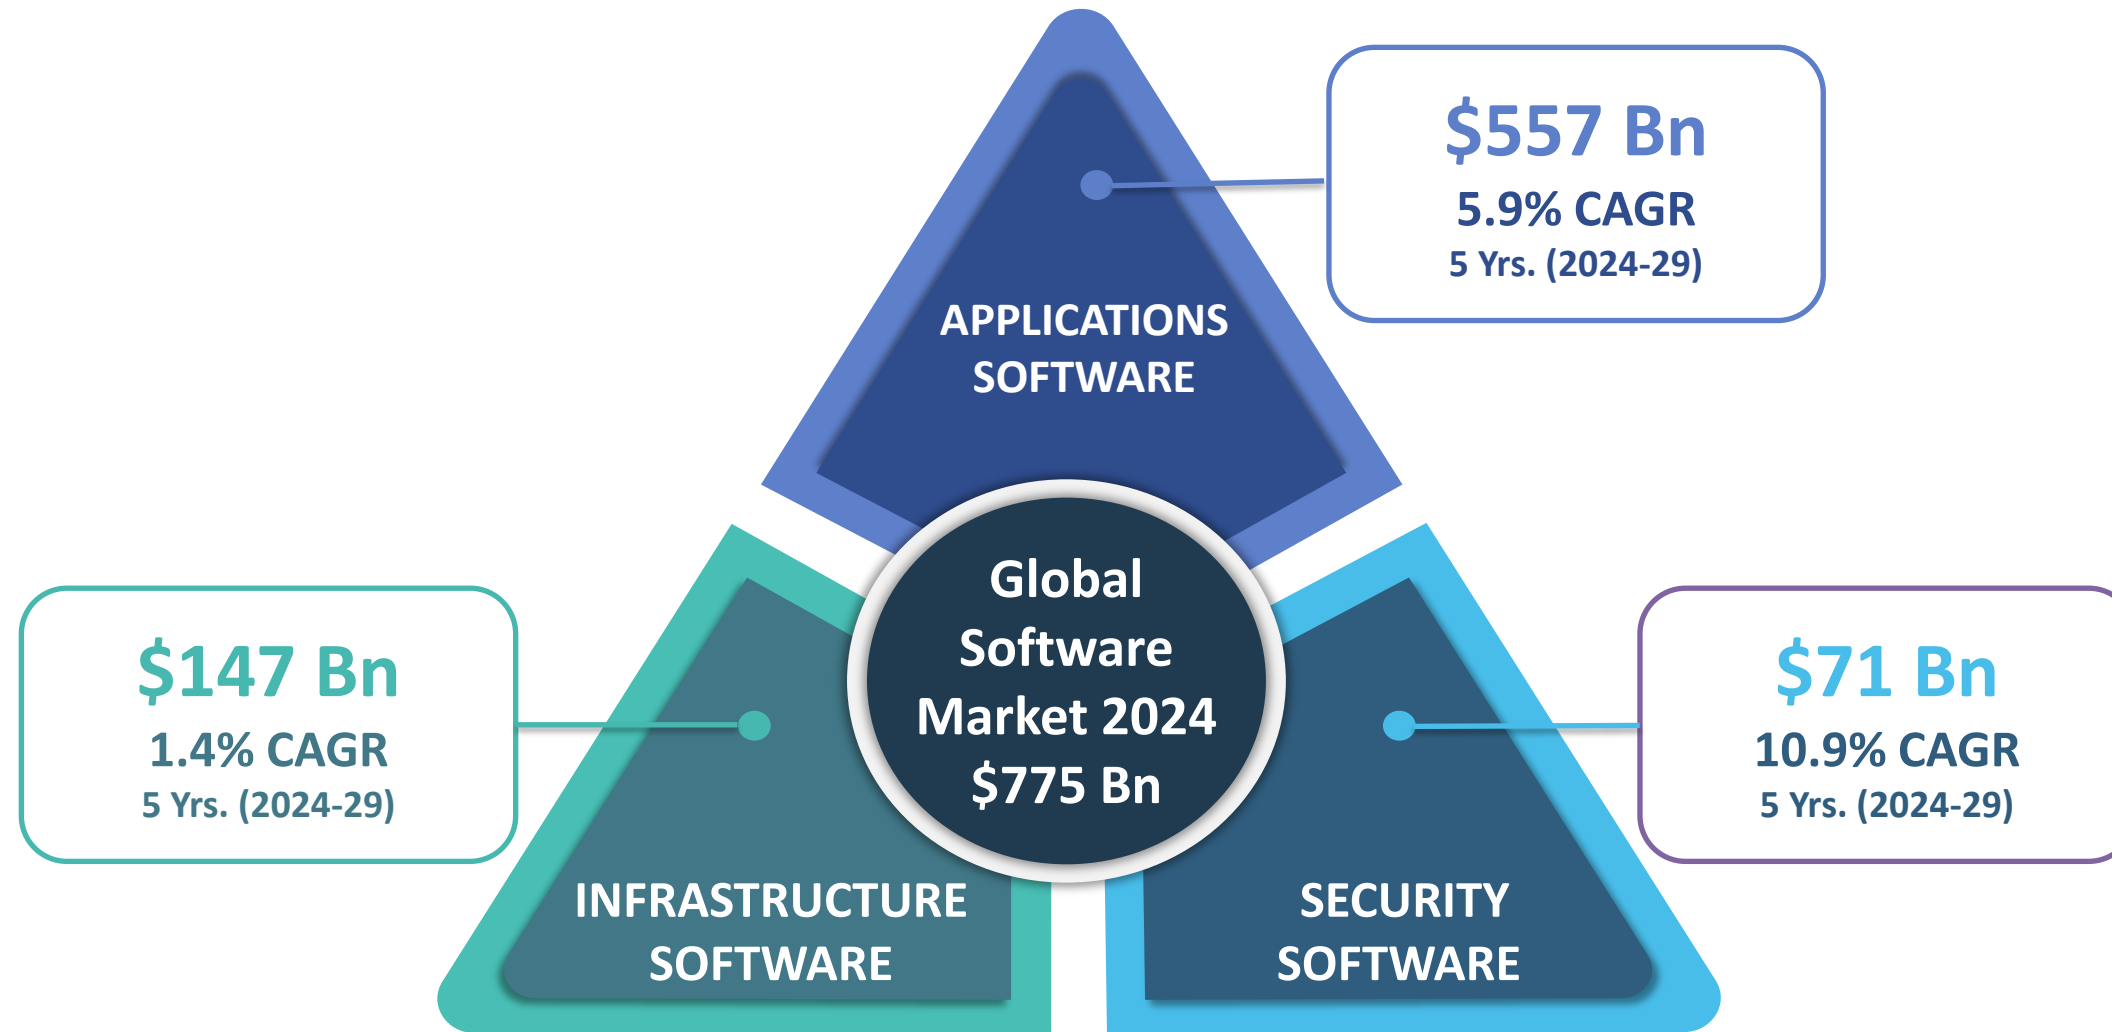 $557 Bn
5.9% CAGR
5 Yrs. (2024-29)
APPLICATIONS
SOFTWARE
Global
Software
Market 2024
$775 Bn
$147 Bn
1.4% CAGR
5 Yrs. (2024-29)
$71 Bn
10.9% CAGR
5 Yrs. (2024-29)
INFRASTRUCTURE
SOFTWARE
SECURITY
SOFTWARE